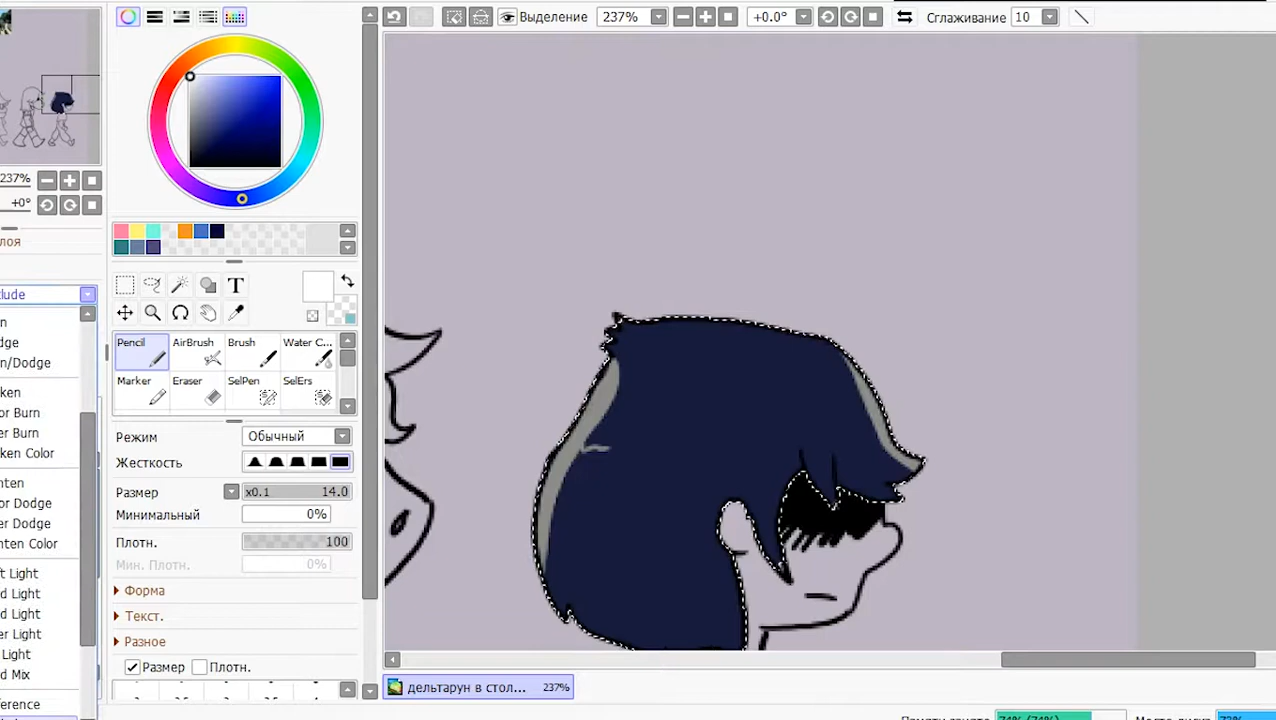 Выделение
237%
+0.0°
Сглаживание
10
237%
+0°
лоя
lude
n
dge
n/Dodge
ken
or Burn
er Burn
ken Color
ten
or Dodge
er Dodge
hten Color
t Light
d Light
d Light
er Light
Light
d Mix
erence
T
Pencil
AirBrush
Brush
Water C...
Marker
Eraser
SelPen
SelErs
Режим
Обычный
Жесткость
Размер
x0.1
14.0
Минимальный
0%
Плотн.
100
Мин. Плотн.
0%
Форма
Текст.
Разное
Размер
Плотн.
дельтарун в стол...
237%